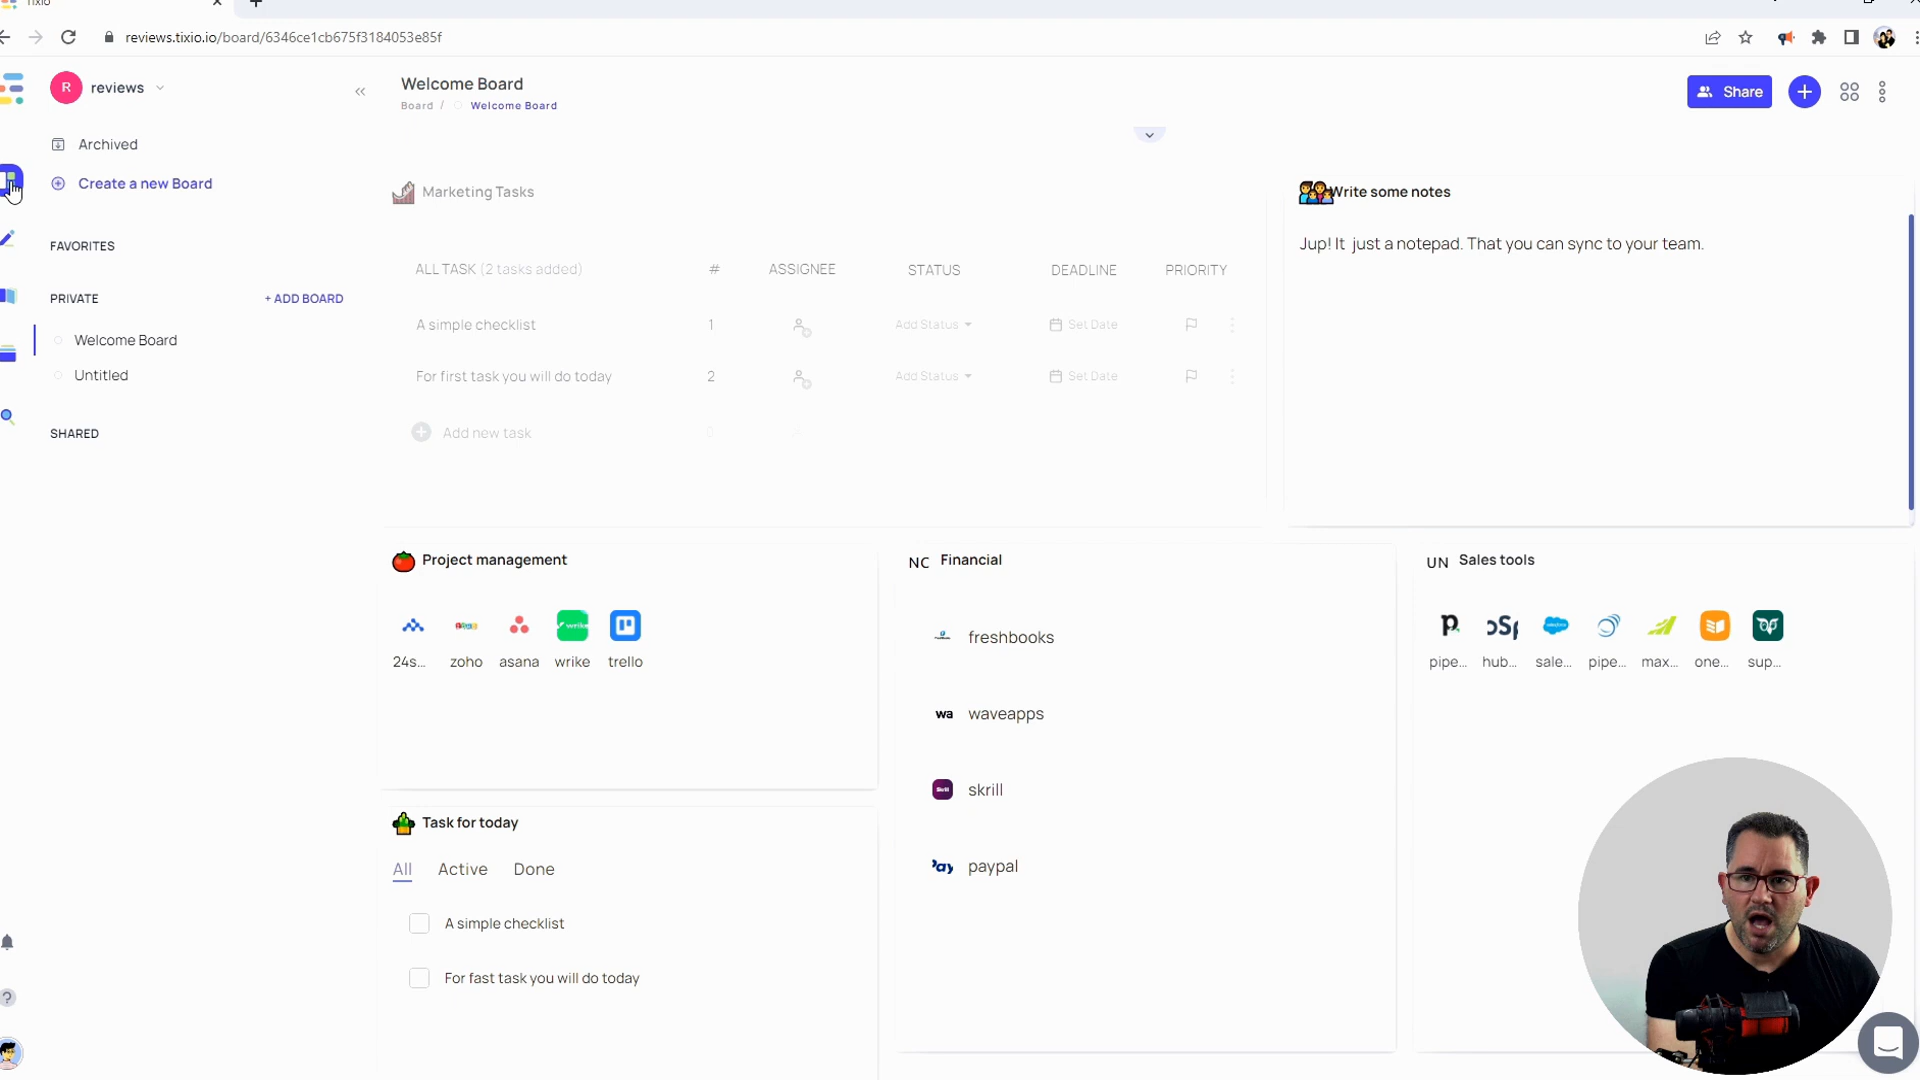 Tixio
reviews.tixio.io/board/6346ce1cb675f3184053e85f
R reviews
Welcome Board
Board / Welcome Board
Share
Archived
Create a new Board
FAVORITES
PRIVATE + ADD BOARD
Welcome Board
Untitled
SHARED
Marketing Tasks
ALL TASK (2 tasks added) # ASSIGNEE STATUS DEADLINE PRIORITY
A simple checklist 1 Add Status Set Date
For first task you will do today 2 Add Status Set Date
Add new task 0
Write some notes
Jup! It just a notepad. That you can sync to your team.
Project management
24s... zoho asana wrike trello
NC Financial
freshbooks
wa waveapps
Skrill skrill
paypal
UN Sales tools
pipe... hub... sale... pipe... max... one... sup...
Task for today
All Active Done
A simple checklist
For fast task you will do today